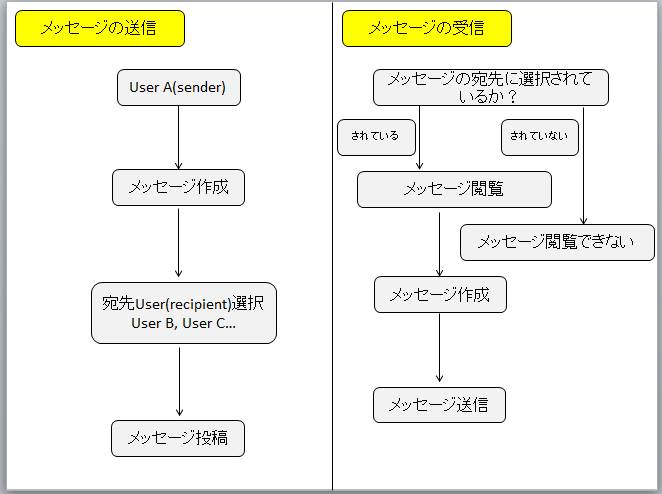 メッセージの送信
User A(sender)
メッセージ作成
宛先User(recipient)選択
User B, User C...
メッセージ投稿
メッセージの受信
メッセージの宛先に選択されて
いるか？
されている
されていない
メッセージ閲覧
メッセージ閲覧できない
メッセージ作成
メッセージ送信